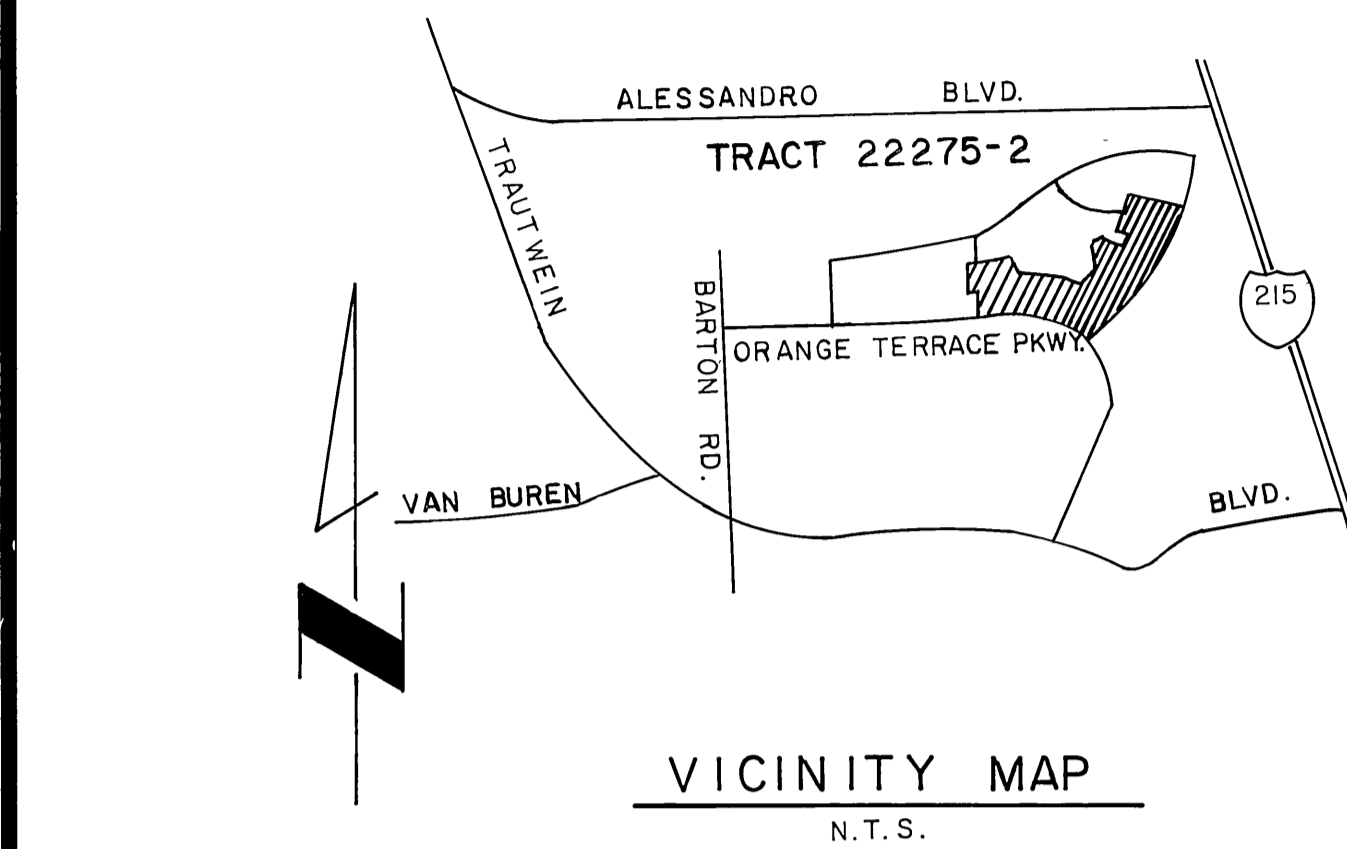 ALESSANDRO BLVD.
TRACT 22275-2
TRAUTWEIN
BARTON RD.
215
ORANGE TERRACE PKWY.
VAN BUREN
BLVD.
VICINITY MAP
N.T.S.